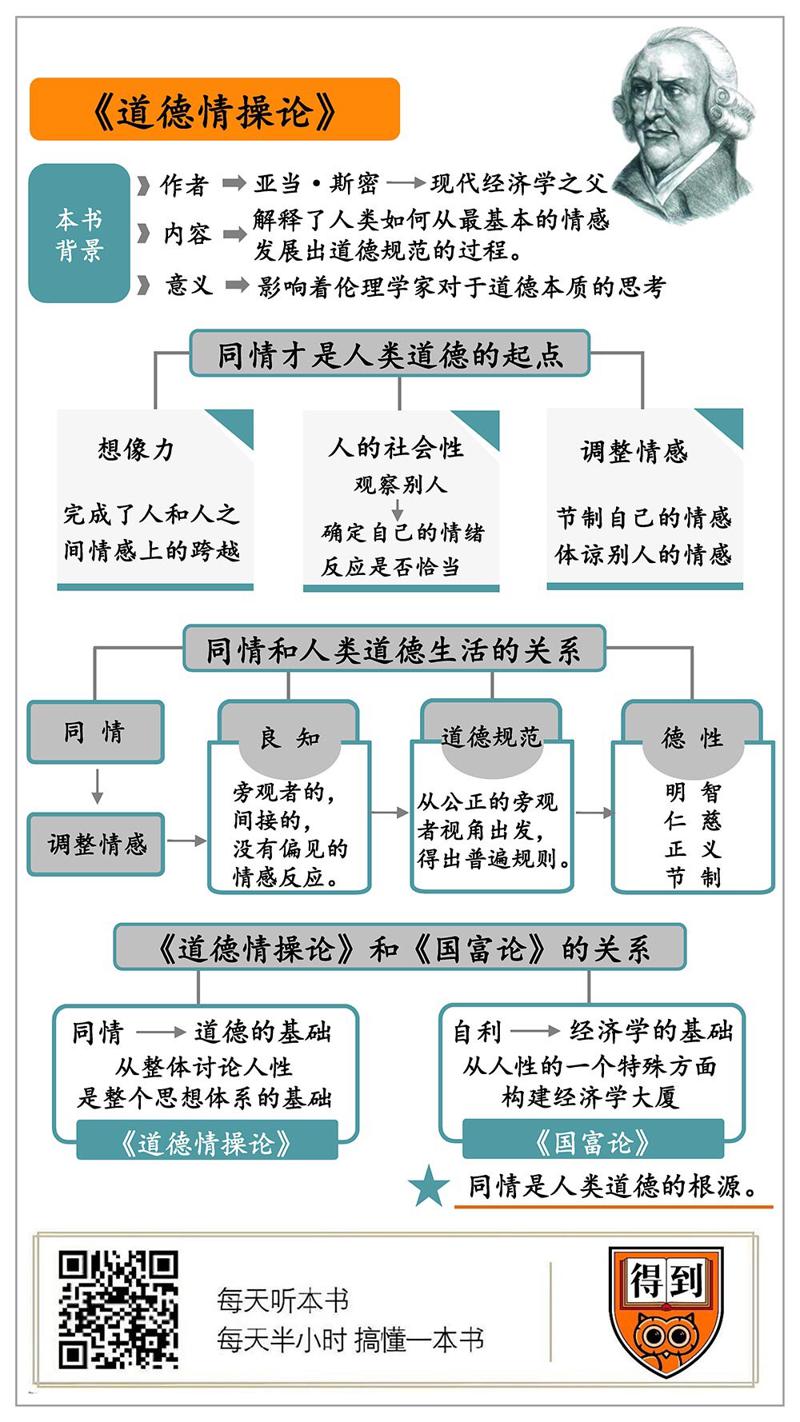 《道德情操论》
本书
背景
作者 亚当·斯密 现代经济学之父
内容 解释了人类如何从最基本的情感
发展出道德规范的过程。
意义 影响着伦理学家对于道德本质的思考
同情才是人类道德的起点
想像力
完成了人和人之
间情感上的跨越
人的社会性
观察别人
确定自己的情绪
反应是否恰当
调整情感
节制自己的情感
体谅别人的情感
同情和人类道德生活的关系
同情
调整情感
良知
旁观者的，
间接的，
没有偏见的
情感反应。
道德规范
从公正的旁观
者视角出发，
得出普遍规则。
德性
明智
仁慈
正义
节制
《道德情操论》和《国富论》的关系
同情 道德的基础
从整体讨论人性
是整个思想体系的基础
《道德情操论》
自利 经济学的基础
从人性的一个特殊方面
构建经济学大厦
《国富论》
同情是人类道德的根源。
每天听本书
每天半小时 搞懂一本书
得到